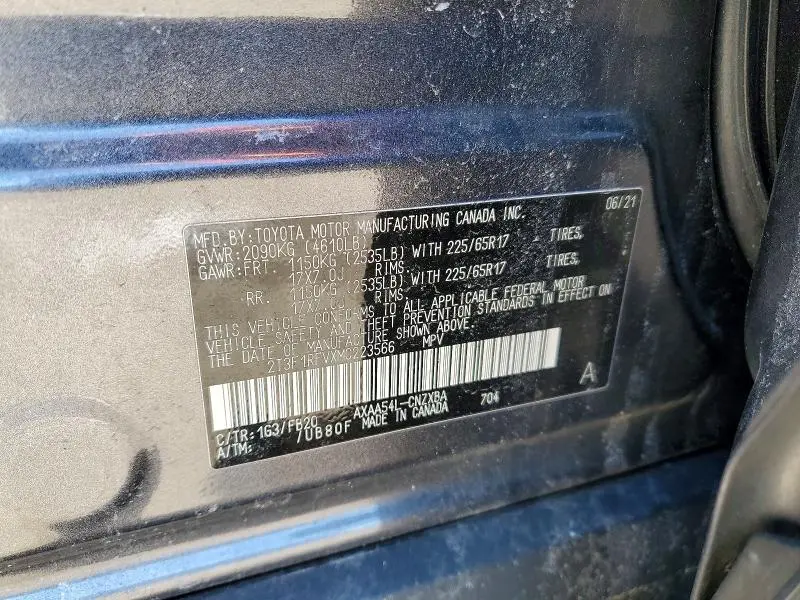 MFD.BY: TOYOTA MOTOR MANUFACTURING CANADA INC. 06/21
GVWR: 2090KG (4610LB)
GAWR: FRT. 1150KG (2535LB) WITH 225/65R17 TIRES,
17X7.0J RIMS.
RR. 1150KG (2535LB) WITH 225/65R17 TIRES,
17X7.0J RIMS.
THIS VEHICLE CONFORMS TO ALL APPLICABLE FEDERAL MOTOR
VEHICLE SAFETY AND THEFT PREVENTION STANDARDS IN EFFECT ON
THE DATE OF MANUFACTURE SHOWN ABOVE.
2T3F1RFVXMC223566 MPV
A
C/TR: 1G3/FB20 AXAA54L-CNZXBA 704
A/TM: /UB80F MADE IN CANADA